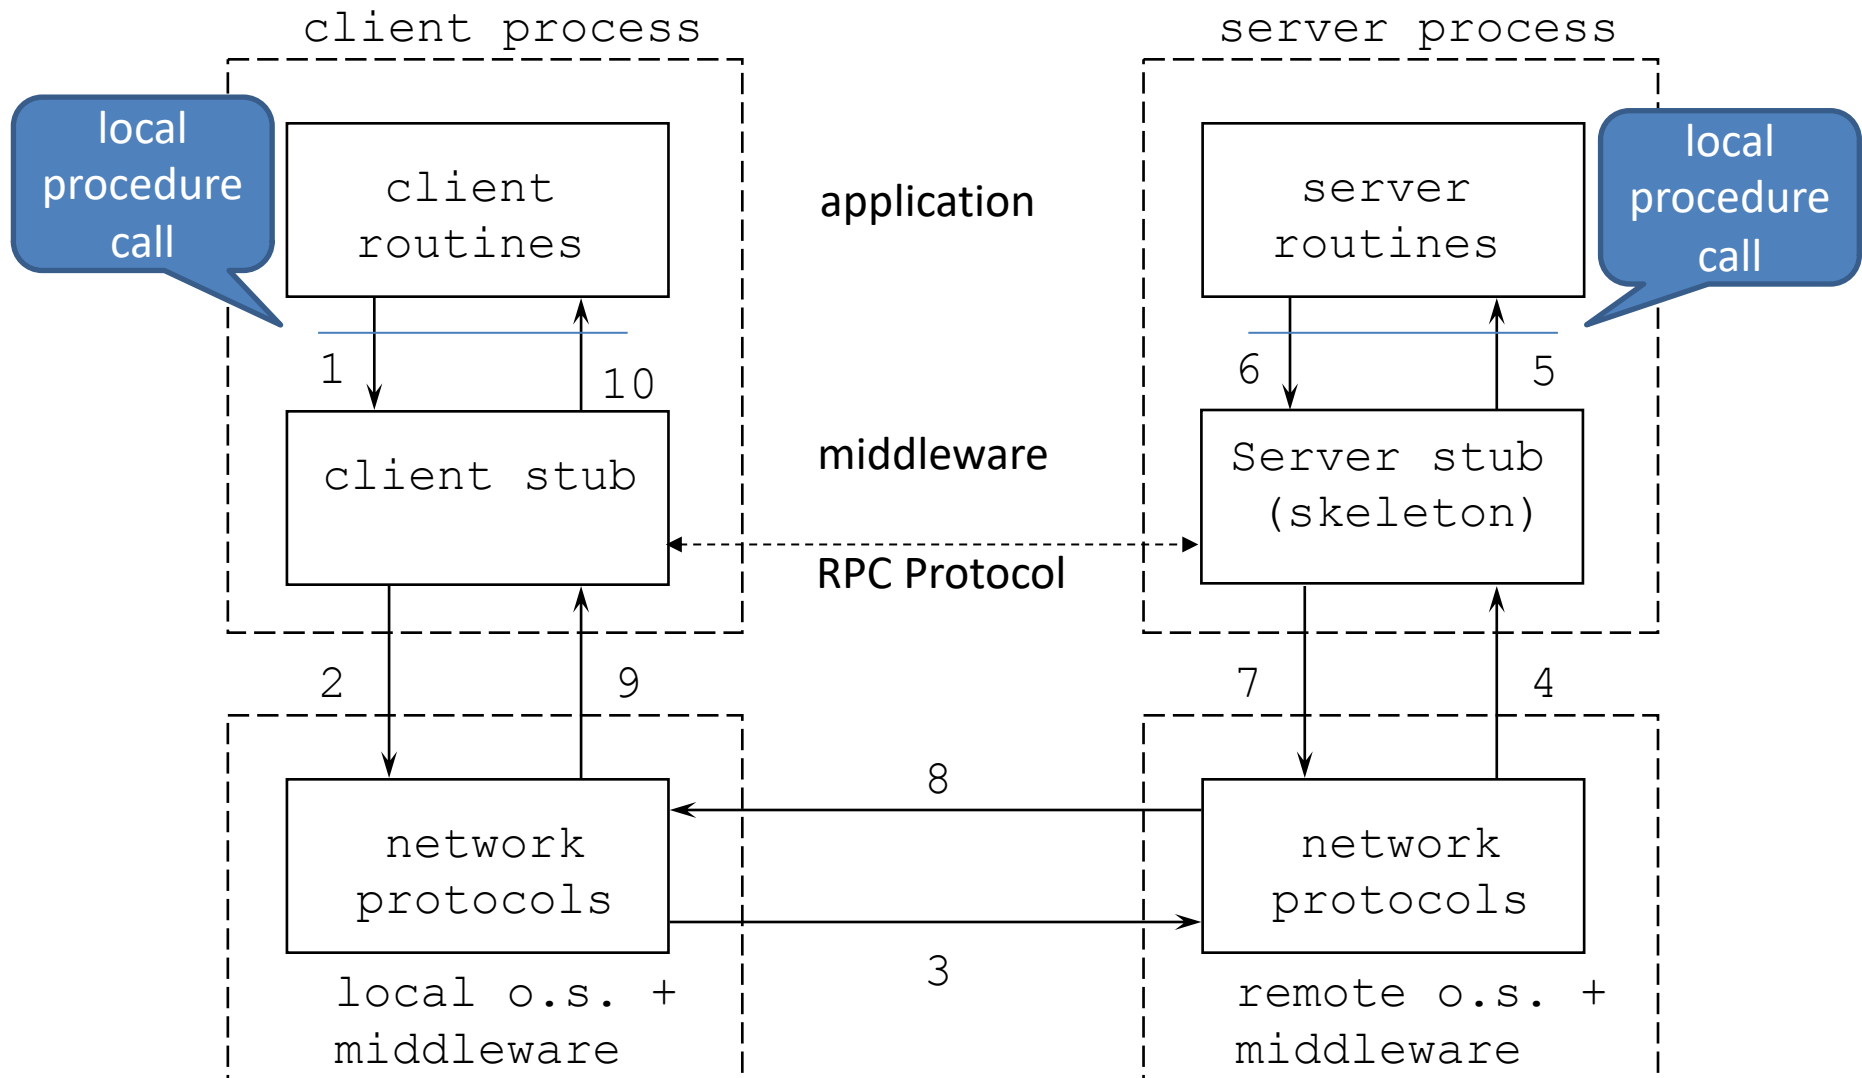 client process
server process
local
procedure
call
client
routines
application
server
routines
local
procedure
call
1
10
6
5
client stub
middleware
Server stub
(skeleton)
RPC Protocol
2
9
7
4
8
network
protocols
network
protocols
3
local o.s. +
middleware
remote o.s. +
middleware